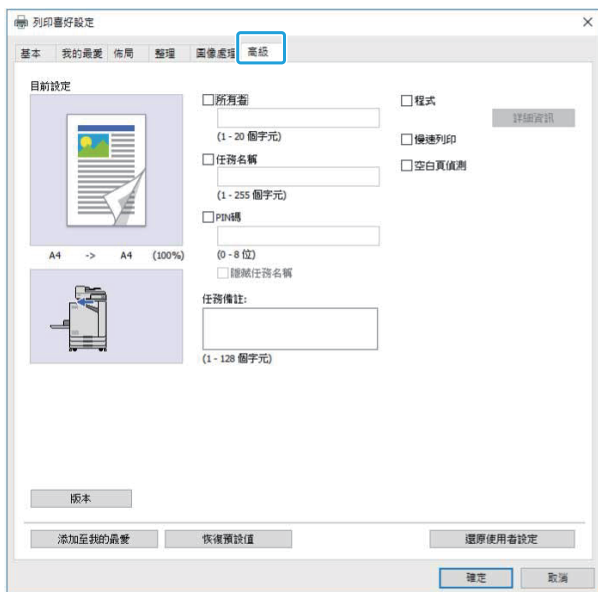 列印喜好設定
基本 我的最愛 佈局 整理 圖像處理 高級
目前設定
A4 -> A4 (100%)
版本
所有者
(1 - 20 個字元)
任務名稱
(1 - 255 個字元)
PIN碼
(0 - 8 位)
隱藏任務名稱
任務備註:
(1 - 128 個字元)
程式
詳細資訊
慢速列印
空白頁偵測
添加至我的最愛 恢復預設值 還原使用者設定
確定 取消